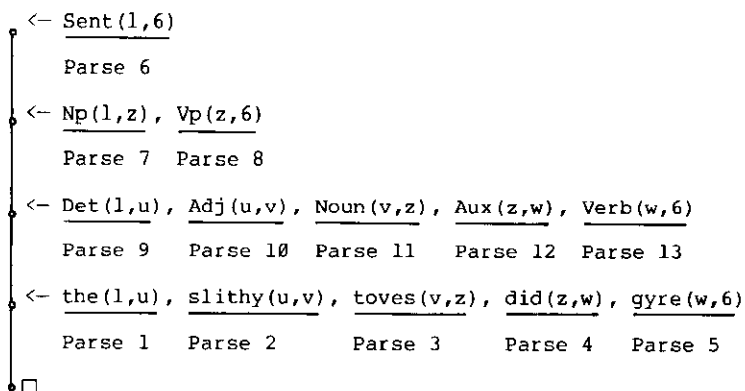 <- Sent(1,6)
Parse 6
<- Np(1,z), Vp(z,6)
Parse 7 Parse 8
<- Det(1,u), Adj(u,v), Noun(v,z), Aux(z,w), Verb(w,6)
Parse 9 Parse 10 Parse 11 Parse 12 Parse 13
<- the(1,u), slithy(u,v), toves(v,z), did(z,w), gyre(w,6)
Parse 1 Parse 2 Parse 3 Parse 4 Parse 5